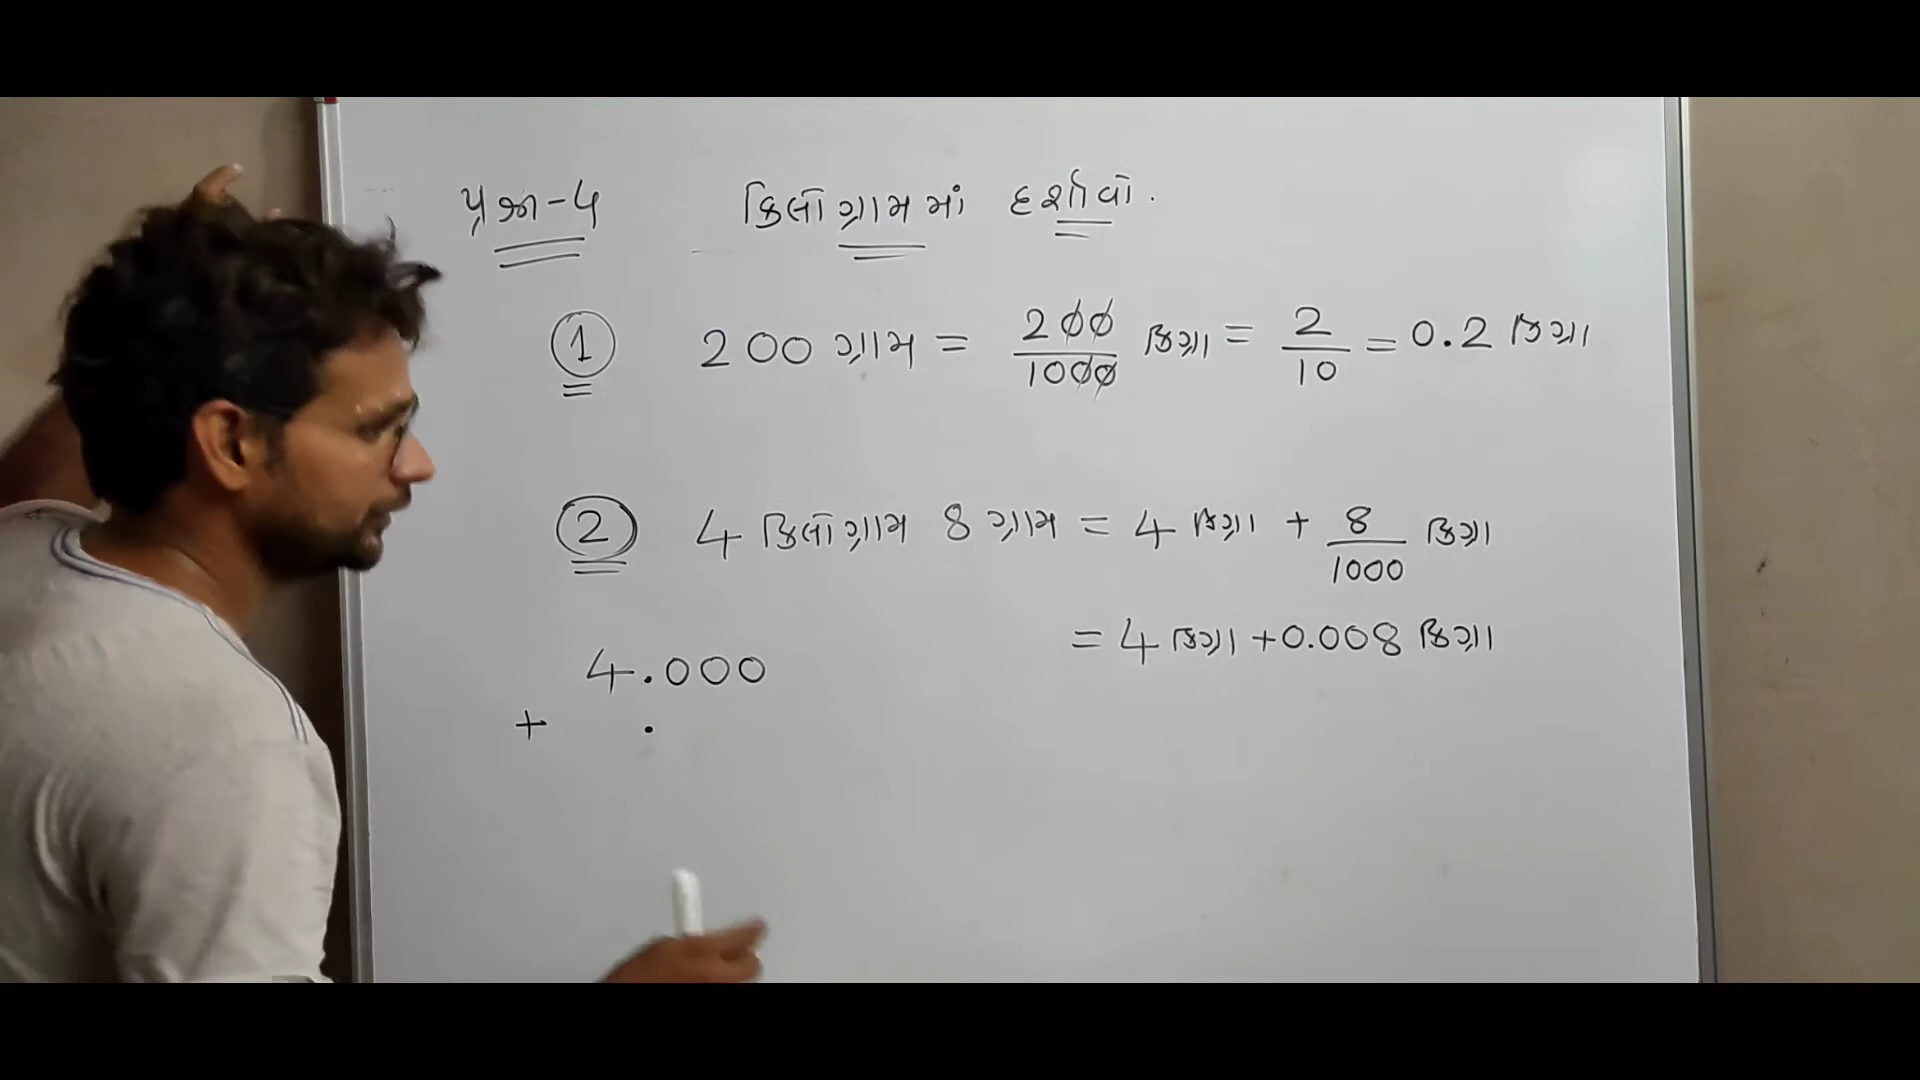 પ્રશ્ન-૫ કિલોગ્રામમાં દર્શાવો.
1 200 ગ્રામ = 200/1000 કિગ્રા = 2/10 = 0.2 કિગ્રા
2 4 કિલોગ્રામ 8 ગ્રામ = 4 કિગ્રા + 8/1000 કિગ્રા
= 4 કિગ્રા + 0.008 કિગ્રા
4.000
+ .